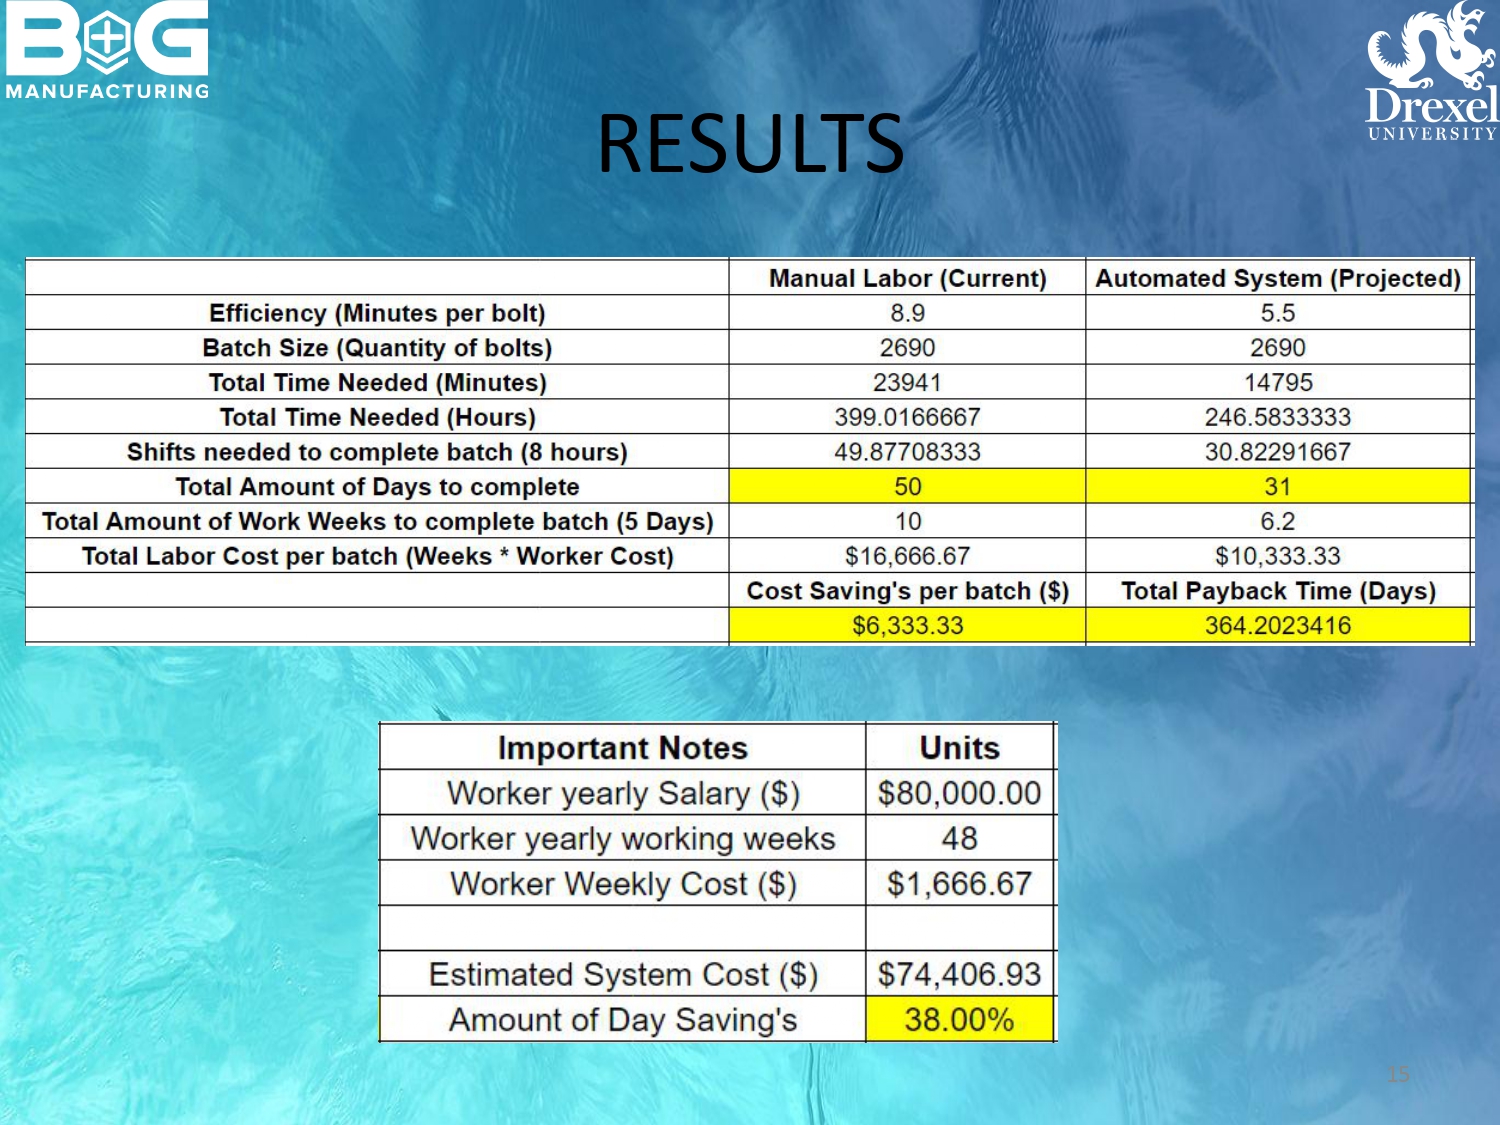 BG
MANUFACTURING
Drexel
UNIVERSITY
RESULTS
Manual Labor (Current) Automated System (Projected)
Efficiency (Minutes per bolt) 8.9 5.5
Batch Size (Quantity of bolts) 2690 2690
Total Time Needed (Minutes) 23941 14795
Total Time Needed (Hours) 399.0166667 246.5833333
Shifts needed to complete batch (8 hours) 49.87708333 30.82291667
Total Amount of Days to complete 50 31
Total Amount of Work Weeks to complete batch (5 Days) 10 6.2
Total Labor Cost per batch (Weeks * Worker Cost) $16,666.67 $10,333.33
Cost Saving's per batch ($) Total Payback Time (Days)
$6,333.33 364.2023416
Important Notes Units
Worker yearly Salary ($) $80,000.00
Worker yearly working weeks 48
Worker Weekly Cost ($) $1,666.67
Estimated System Cost ($) $74,406.93
Amount of Day Saving's 38.00%
15